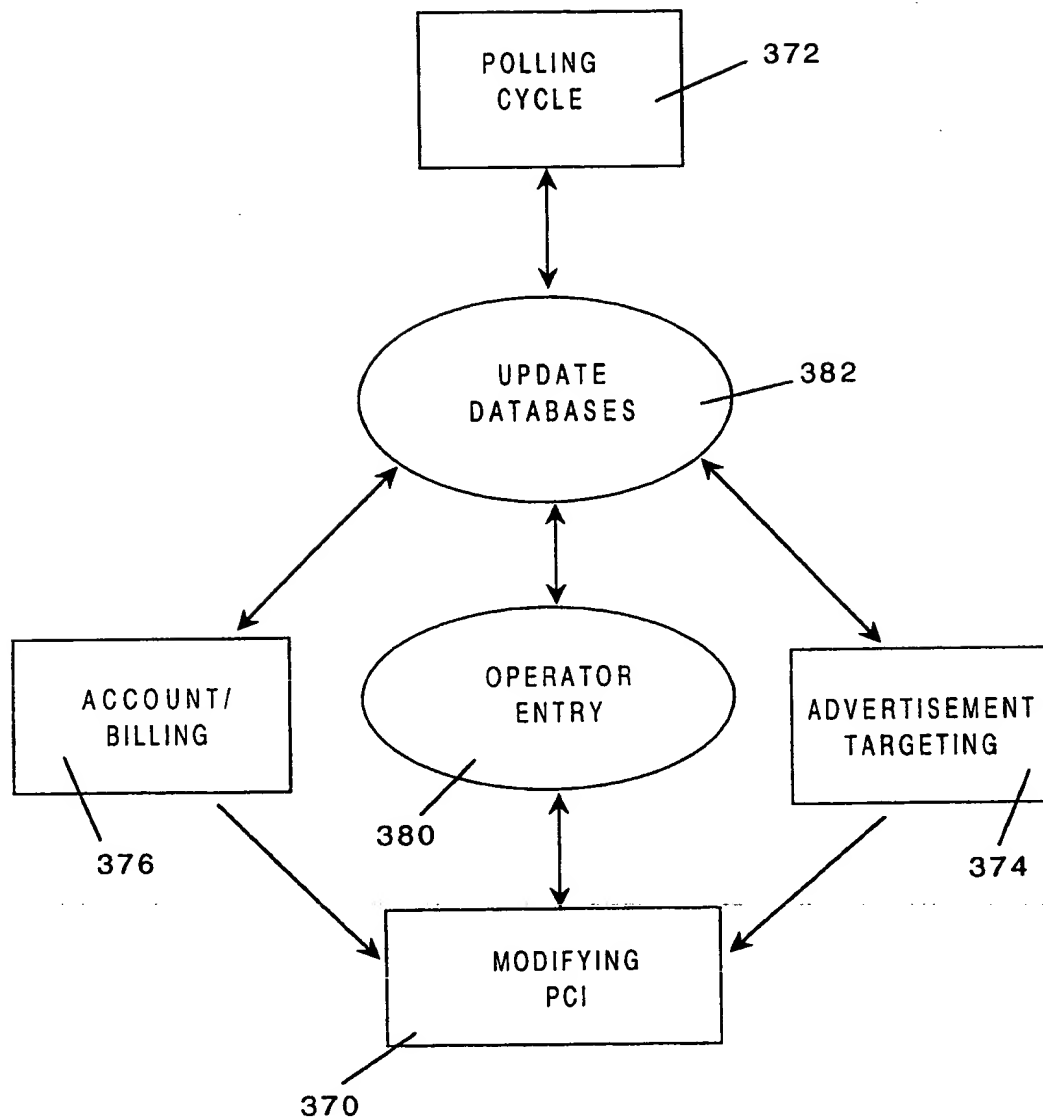 POLLING
CYCLE
372
UPDATE
DATABASES
382
ACCOUNT/
BILLING
376
OPERATOR
ENTRY
380
ADVERTISEMENT
TARGETING
374
MODIFYING
PCI
370